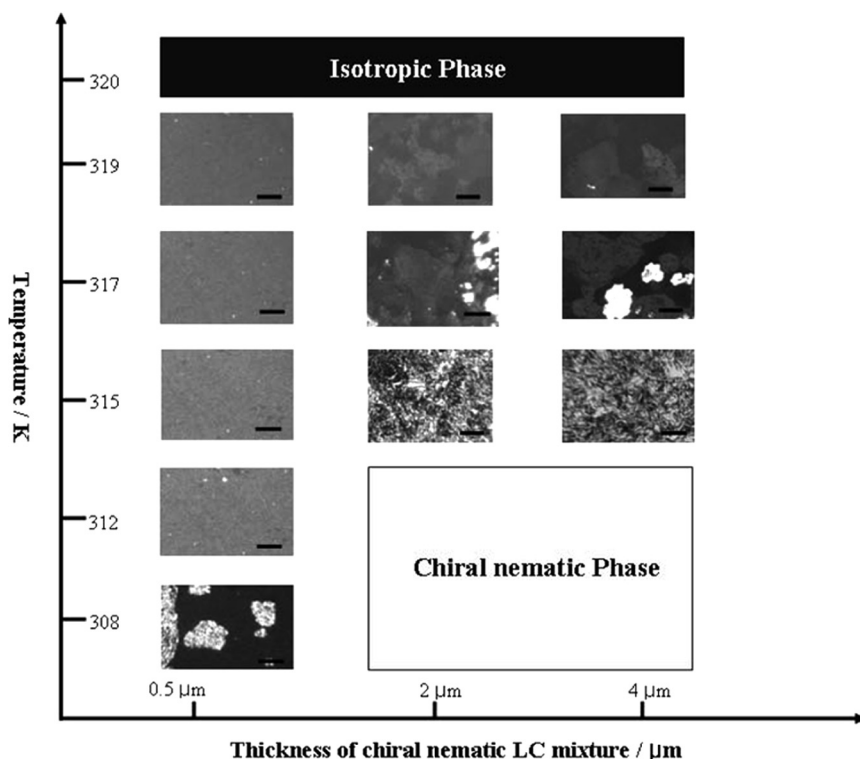 Isotropic Phase
320
319
317
315
312
308
Temperature / K
Chiral nematic Phase
0.5 µm
2 µm
4 µm
Thickness of chiral nematic LC mixture / µm